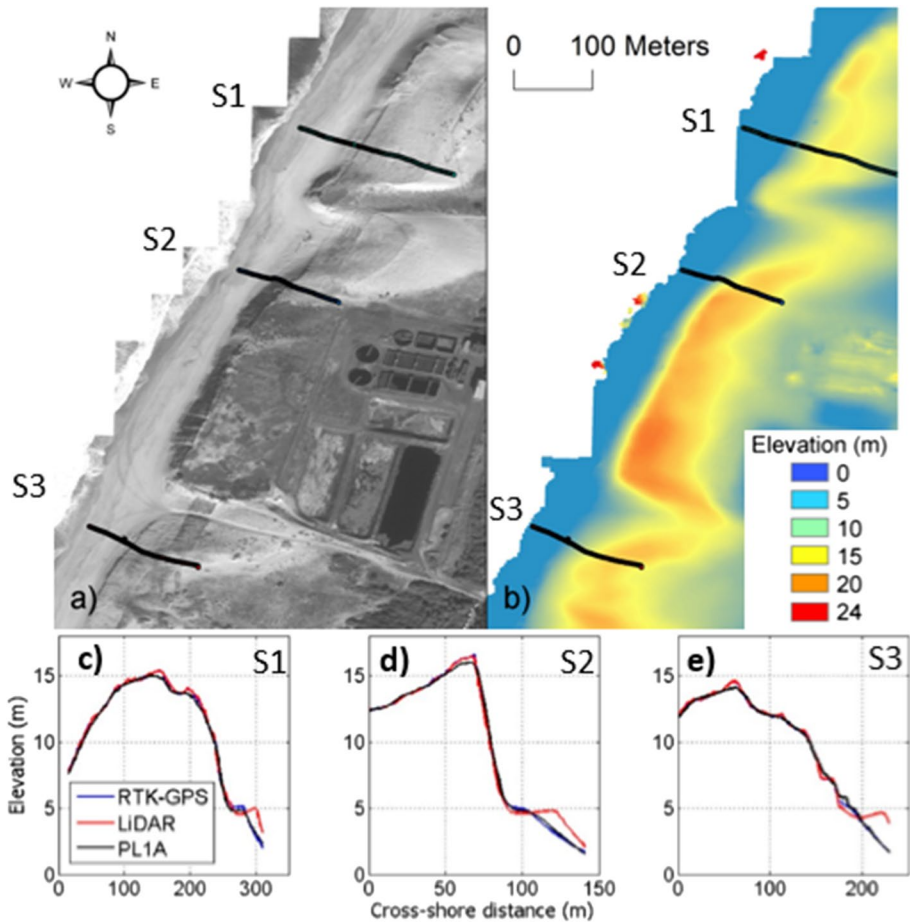 N
W E
S
S1
S2
S3
a)
0 100 Meters
S1
S2
S3
b)
Elevation (m)
0
5
10
15
20
24
c) S1
d) S2
e) S3
Elevation (m)
15
10
5
0
0 100 200 300
RTK-GPS
LiDAR
PL1A
15
10
5
0
0 50 100 150
15
10
5
0
0 100 200
Cross-shore distance (m)